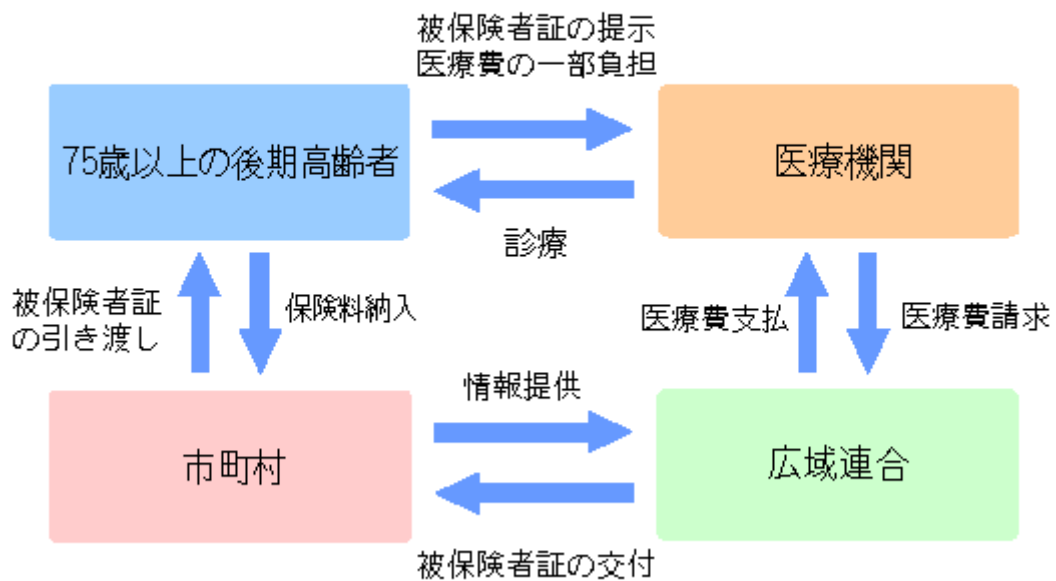 被保険者証の提示
医療費の一部負担
75歳以上の後期高齢者
医療機関
診療
被保険者証
の引き渡し
保険料納入
医療費支払
医療費請求
情報提供
市町村
広域連合
被保険者証の交付